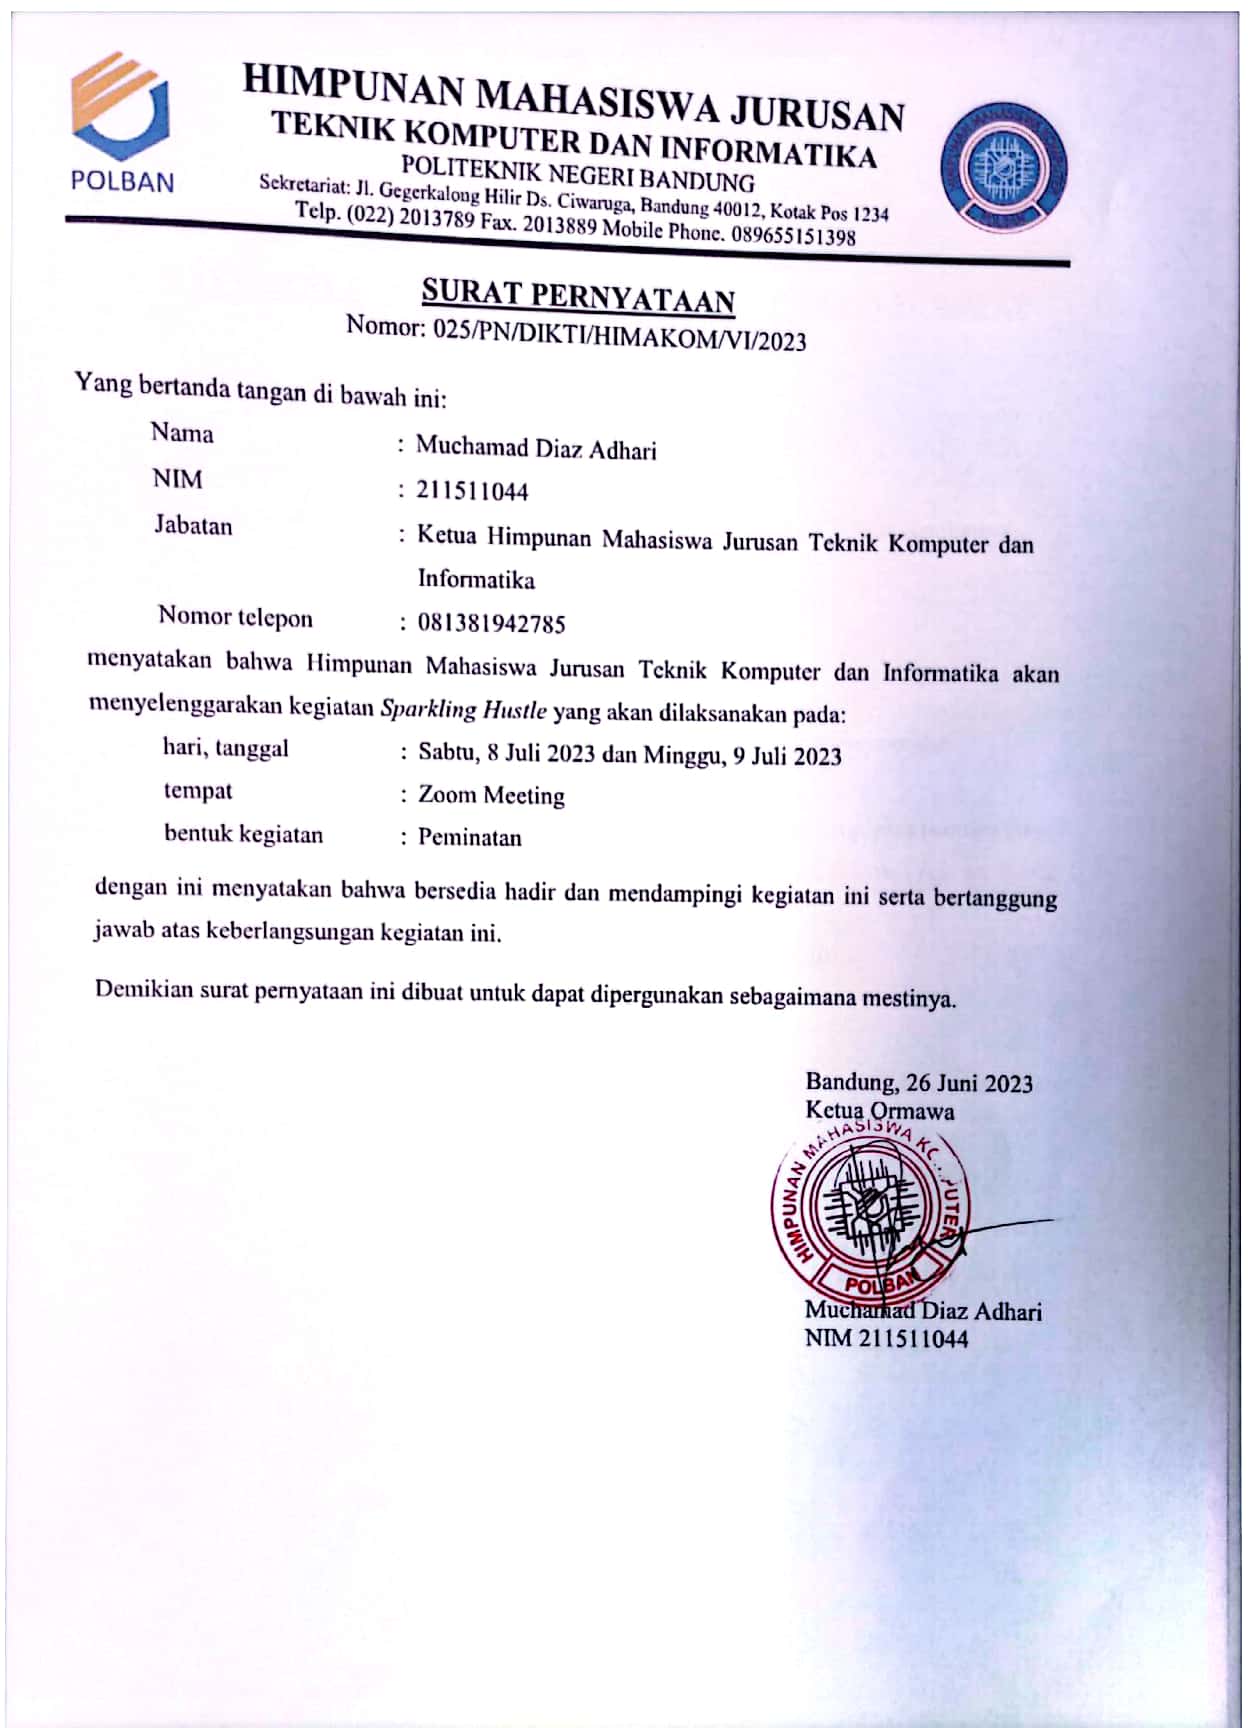 POLBAN
HIMPUNAN MAHASISWA JURUSAN
TEKNIK KOMPUTER DAN INFORMATIKA
POLITEKNIK NEGERI BANDUNG
Sekretariat: Jl. Gegerkalong Hilir Ds. Ciwaruga, Bandung 40012, Kotak Pos 1234
Telp. (022) 2013789 Fax. 2013889 Mobile Phone. 089655151398
SURAT PERNYATAAN
Nomor: 025/PN/DIKTI/HIMAKOM/VI/2023
Yang bertanda tangan di bawah ini:
Nama : Muchamad Diaz Adhari
NIM : 211511044
Jabatan : Ketua Himpunan Mahasiswa Jurusan Teknik Komputer dan
Informatika
Nomor telepon : 081381942785
menyatakan bahwa Himpunan Mahasiswa Jurusan Teknik Komputer dan Informatika akan
menyelenggarakan kegiatan Sparkling Hustle yang akan dilaksanakan pada:
hari, tanggal : Sabtu, 8 Juli 2023 dan Minggu, 9 Juli 2023
tempat : Zoom Meeting
bentuk kegiatan : Peminatan
dengan ini menyatakan bahwa bersedia hadir dan mendampingi kegiatan ini serta bertanggung
jawab atas keberlangsungan kegiatan ini.
Demikian surat pernyataan ini dibuat untuk dapat dipergunakan sebagaimana mestinya.
Bandung, 26 Juni 2023
Ketua Ormawa
HIMPUNAN MAHASISWA
POLBAN
Muchamad Diaz Adhari
NIM 211511044